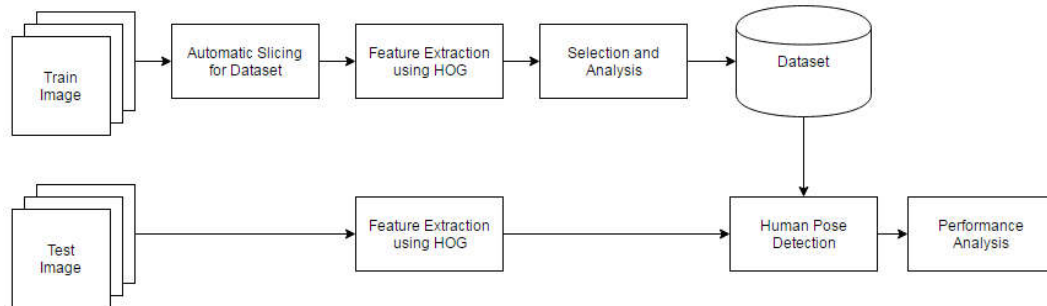 Train
Image
Automatic Slicing
for Dataset
Feature Extraction
using HOG
Selection and
Analysis
Dataset
Test
Image
Feature Extraction
using HOG
Human Pose
Detection
Performance
Analysis